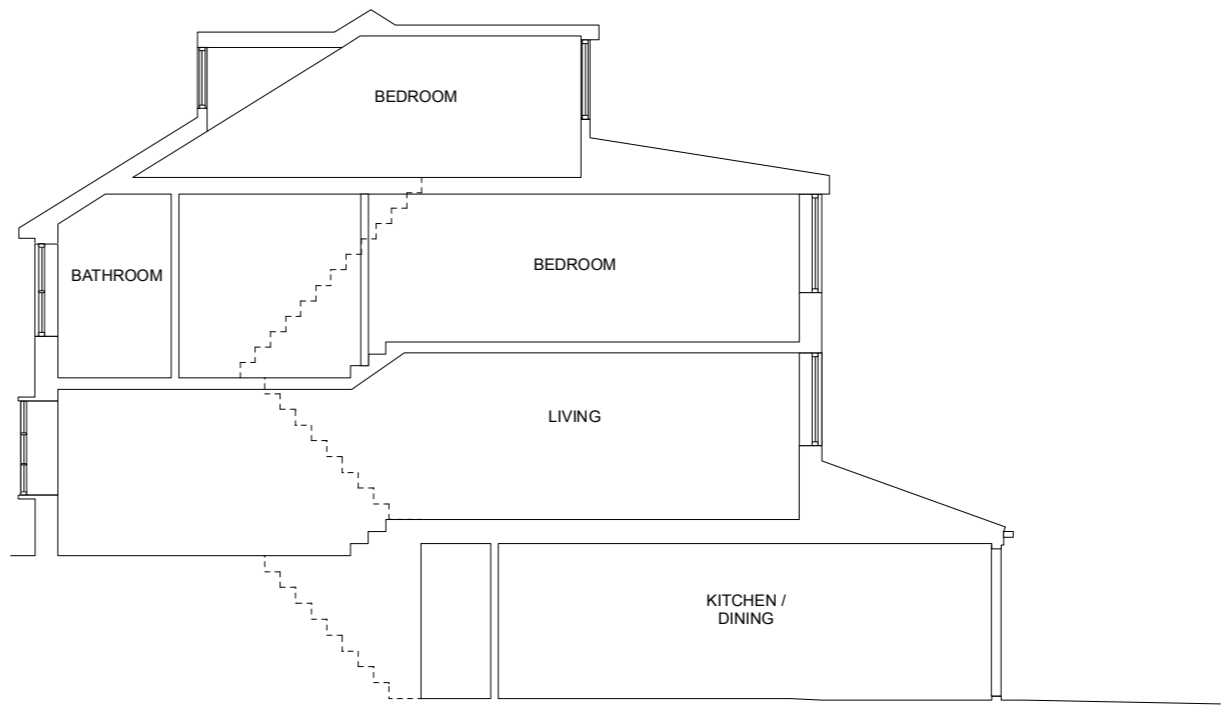 BEDROOM
BATHROOM
BEDROOM
LIVING
KITCHEN /
DINING